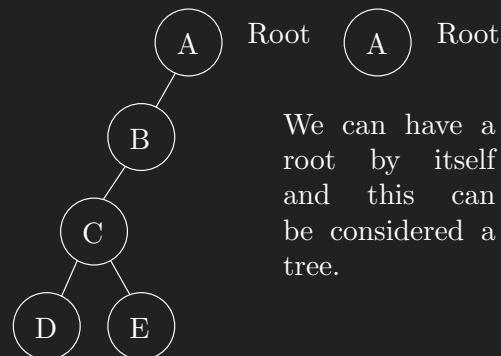 A Root A Root
B
We can have a
root by itself
and this can
be considered a
tree.
C
D E